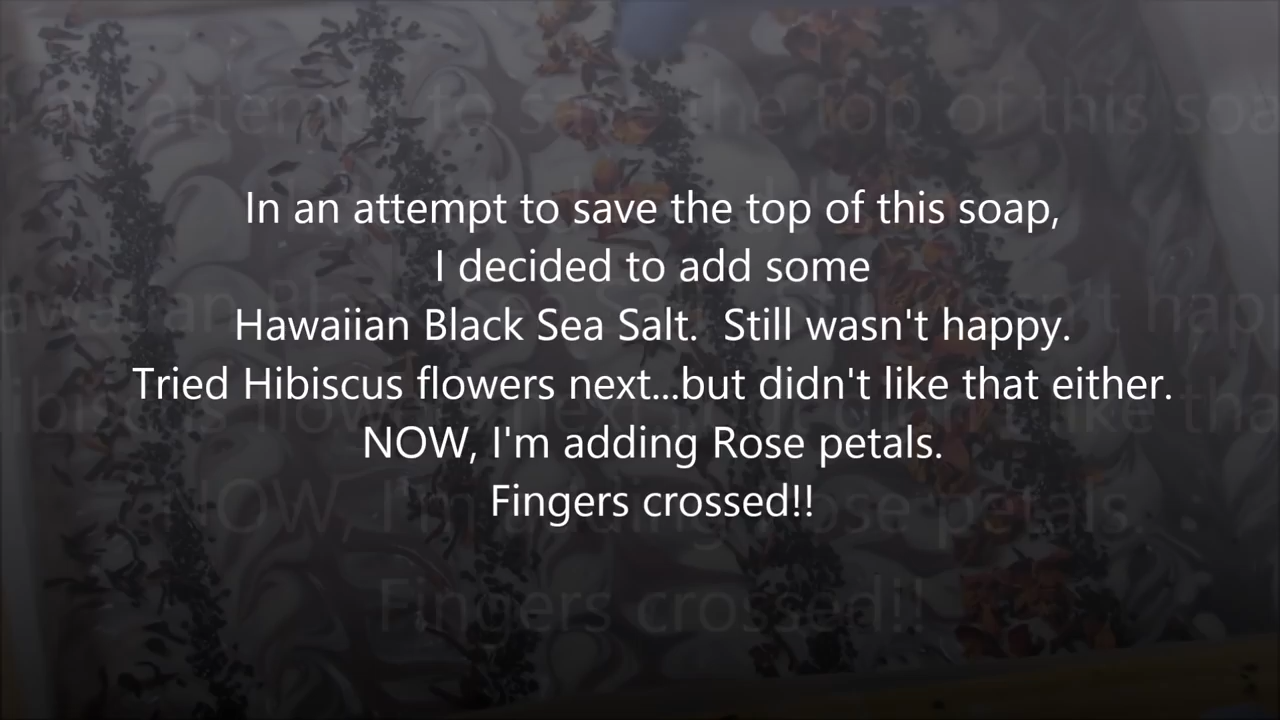 In an attempt to save the top of this soap,
I decided to add some
Hawaiian Black Sea Salt.  Still wasn't happy.
Tried Hibiscus flowers next...but didn't like that either.
NOW, I'm adding Rose petals.
Fingers crossed!!